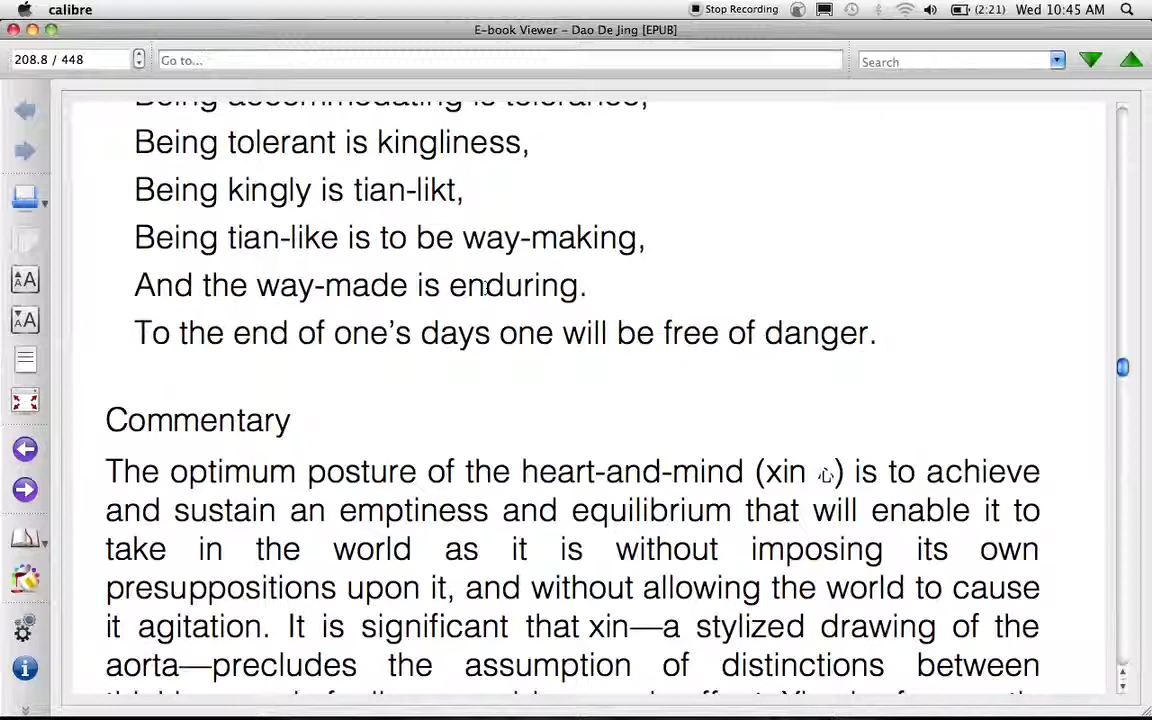 calibre
Stop Recording
(2:21) Wed 10:45 AM
E-book Viewer – Dao De Jing [EPUB]
208.8 / 448
Go to...
Search
Being accommodating is tolerance,
Being tolerant is kingliness,
Being kingly is tian-likt,
Being tian-like is to be way-making,
And the way-made is enduring.
To the end of one's days one will be free of danger.
Commentary
The optimum posture of the heart-and-mind (xin 心) is to achieve
and sustain an emptiness and equilibrium that will enable it to
take in the world as it is without imposing its own
presuppositions upon it, and without allowing the world to cause
it agitation. It is significant that xin—a stylized drawing of the
aorta—precludes the assumption of distinctions between